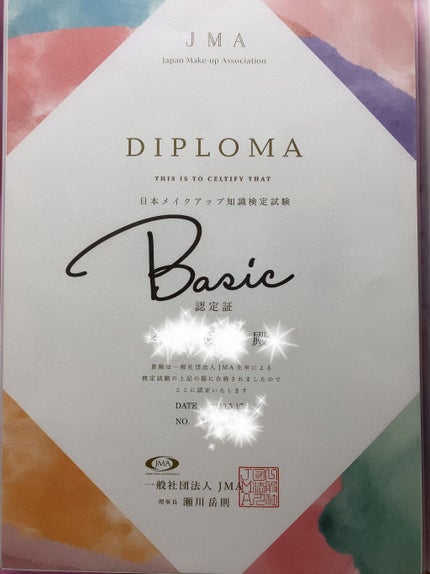 JMA
Japan Make-up Association
DIPLOMA
THIS IS TO CELTIFY THAT
日本メイクアップ知識検定試験
Basic
認定証
殿
貴殿は一般社団法人JMA主宰による
検定試験の上記の級に合格されましたので
ここに認定いたします
DATE
NO.
JMA
一般社団法人 JMA
理事長 瀬川岳則